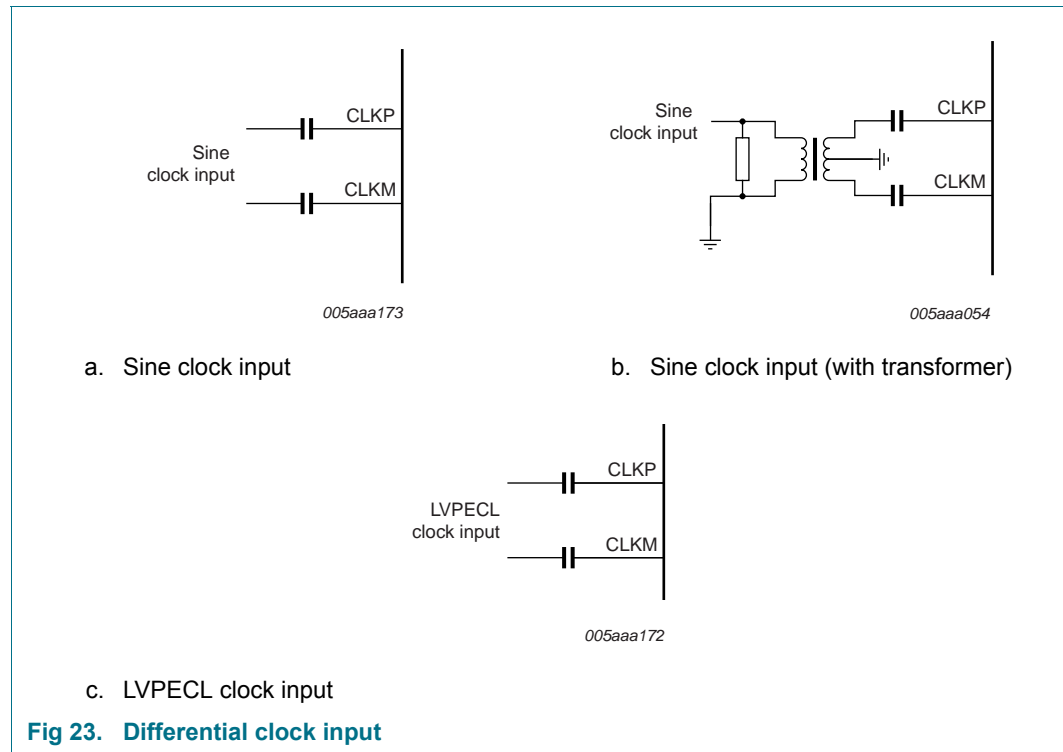 CLKP
Sine
clock input
CLKM
005aaa173
a. Sine clock input
Sine
clock input
CLKP
CLKM
005aaa054
b. Sine clock input (with transformer)
CLKP
LVPECL
clock input
CLKM
005aaa172
c. LVPECL clock input
Fig 23. Differential clock input